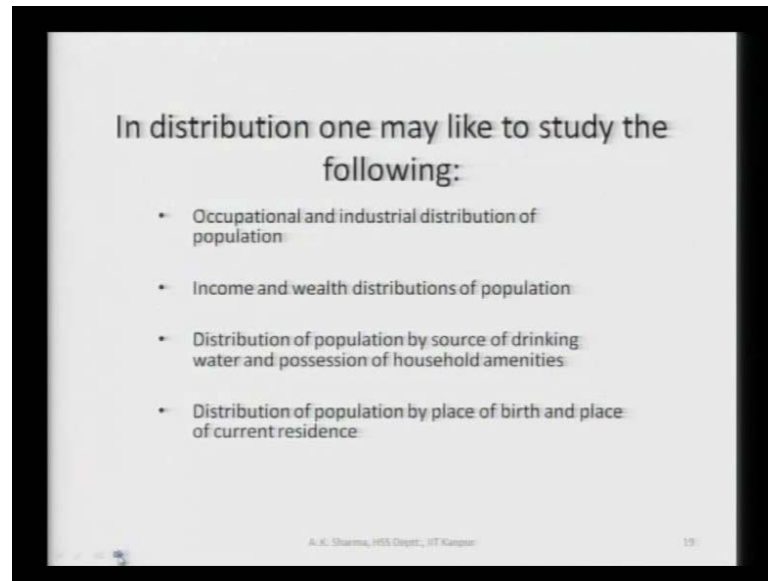 In distribution one may like to study the
following:
• Occupational and industrial distribution of
population
• Income and wealth distributions of population
• Distribution of population by source of drinking
water and possession of household amenities
• Distribution of population by place of birth and place
of current residence
A. K. Sharma, HSS Deptt., IIT Kanpur
19